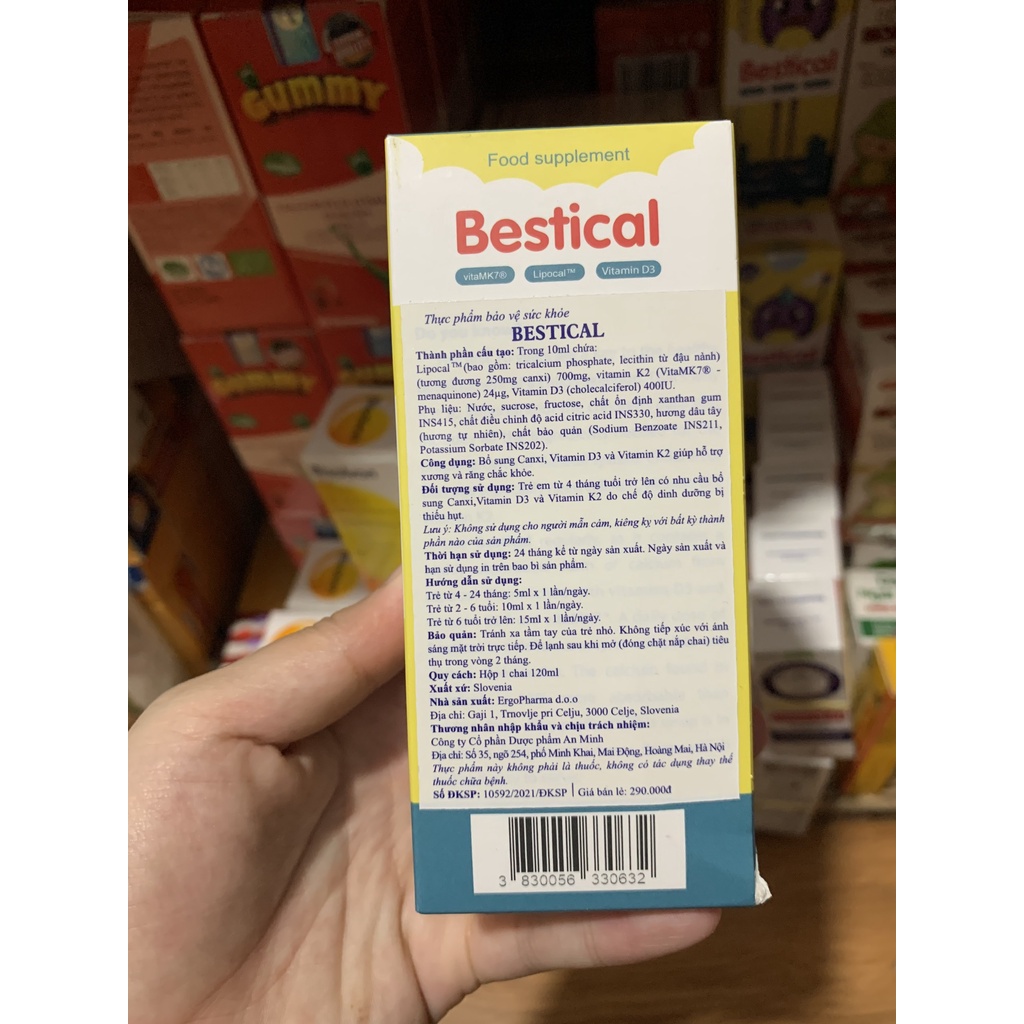 GUMMY
Bestical
Food supplement
Bestical
vitaMK7® Lipocal™ Vitamin D3
Thực phẩm bảo vệ sức khỏe
BESTICAL
Thành phần cấu tạo: Trong 10ml chứa:
Lipocal™(bao gồm: tricalcium phosphate, lecithin từ đậu nành)
(tương đương 250mg canxi) 700mg, vitamin K2 (VitaMK7® -
menaquinone) 24µg, Vitamin D3 (cholecalciferol) 400IU.
Phụ liệu: Nước, sucrose, fructose, chất ổn định xanthan gum
INS415, chất điều chỉnh độ acid citric acid INS330, hương dâu tây
(hương tự nhiên), chất bảo quản (Sodium Benzoate INS211,
Potassium Sorbate INS202).
Công dụng: Bổ sung Canxi, Vitamin D3 và Vitamin K2 giúp hỗ trợ
xương và răng chắc khỏe.
Đối tượng sử dụng: Trẻ em từ 4 tháng tuổi trở lên có nhu cầu bổ
sung Canxi,Vitamin D3 và Vitamin K2 do chế độ dinh dưỡng bị
thiếu hụt.
Lưu ý: Không sử dụng cho người mẫn cảm, kiêng kỵ với bất kỳ thành
phần nào của sản phẩm.
Thời hạn sử dụng: 24 tháng kể từ ngày sản xuất. Ngày sản xuất và
hạn sử dụng in trên bao bì sản phẩm.
Hướng dẫn sử dụng:
Trẻ từ 4 - 24 tháng: 5ml x 1 lần/ngày.
Trẻ từ 2 - 6 tuổi: 10ml x 1 lần/ngày.
Trẻ từ 6 tuổi trở lên: 15ml x 1 lần/ngày.
Bảo quản: Tránh xa tầm tay của trẻ nhỏ. Không tiếp xúc với ánh
sáng mặt trời trực tiếp. Để lạnh sau khi mở (đóng chặt nắp chai) tiêu
thụ trong vòng 2 tháng.
Quy cách: Hộp 1 chai 120ml
Xuất xứ: Slovenia
Nhà sản xuất: ErgoPharma d.o.o
Địa chỉ: Gaji 1, Trnovlje pri Celju, 3000 Celje, Slovenia
Thương nhân nhập khẩu và chịu trách nhiệm:
Công ty Cổ phần Dược phẩm An Minh
Địa chỉ: Số 35, ngõ 254, phố Minh Khai, Mai Động, Hoàng Mai, Hà Nội
Thực phẩm này không phải là thuốc, không có tác dụng thay thế
thuốc chữa bệnh.
Số ĐKSP: 10592/2021/ĐKSP | Giá bán lẻ: 290.000đ
3 830056 330632
GUMMY
Bestical